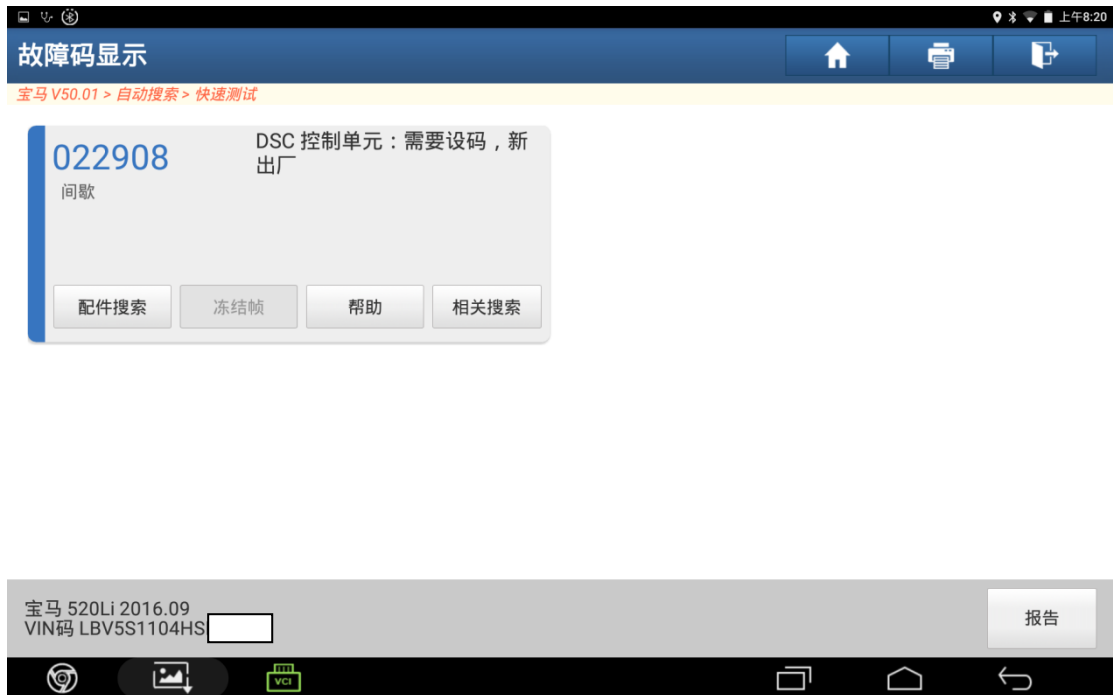 上午8:20
故障码显示
宝马 V50.01 > 自动搜索 > 快速测试
022908
DSC 控制单元：需要设码，新
出厂
间歇
配件搜索
冻结帧
帮助
相关搜索
宝马 520Li 2016.09
VIN码 LBV5S1104HS
报告
VCI